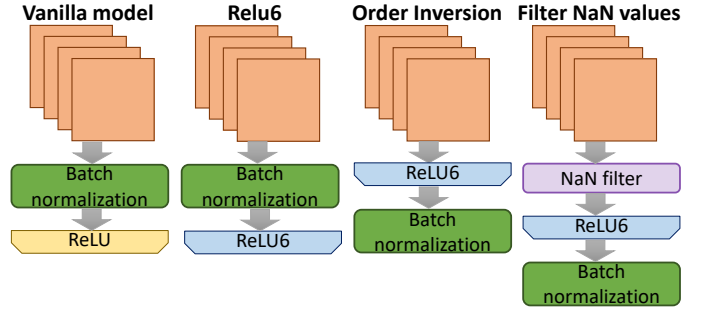 Vanilla model
Relu6
Order Inversion
Filter NaN values
Batch
normalization
ReLU
Batch
normalization
ReLU6
ReLU6
Batch
normalization
NaN filter
ReLU6
Batch
normalization